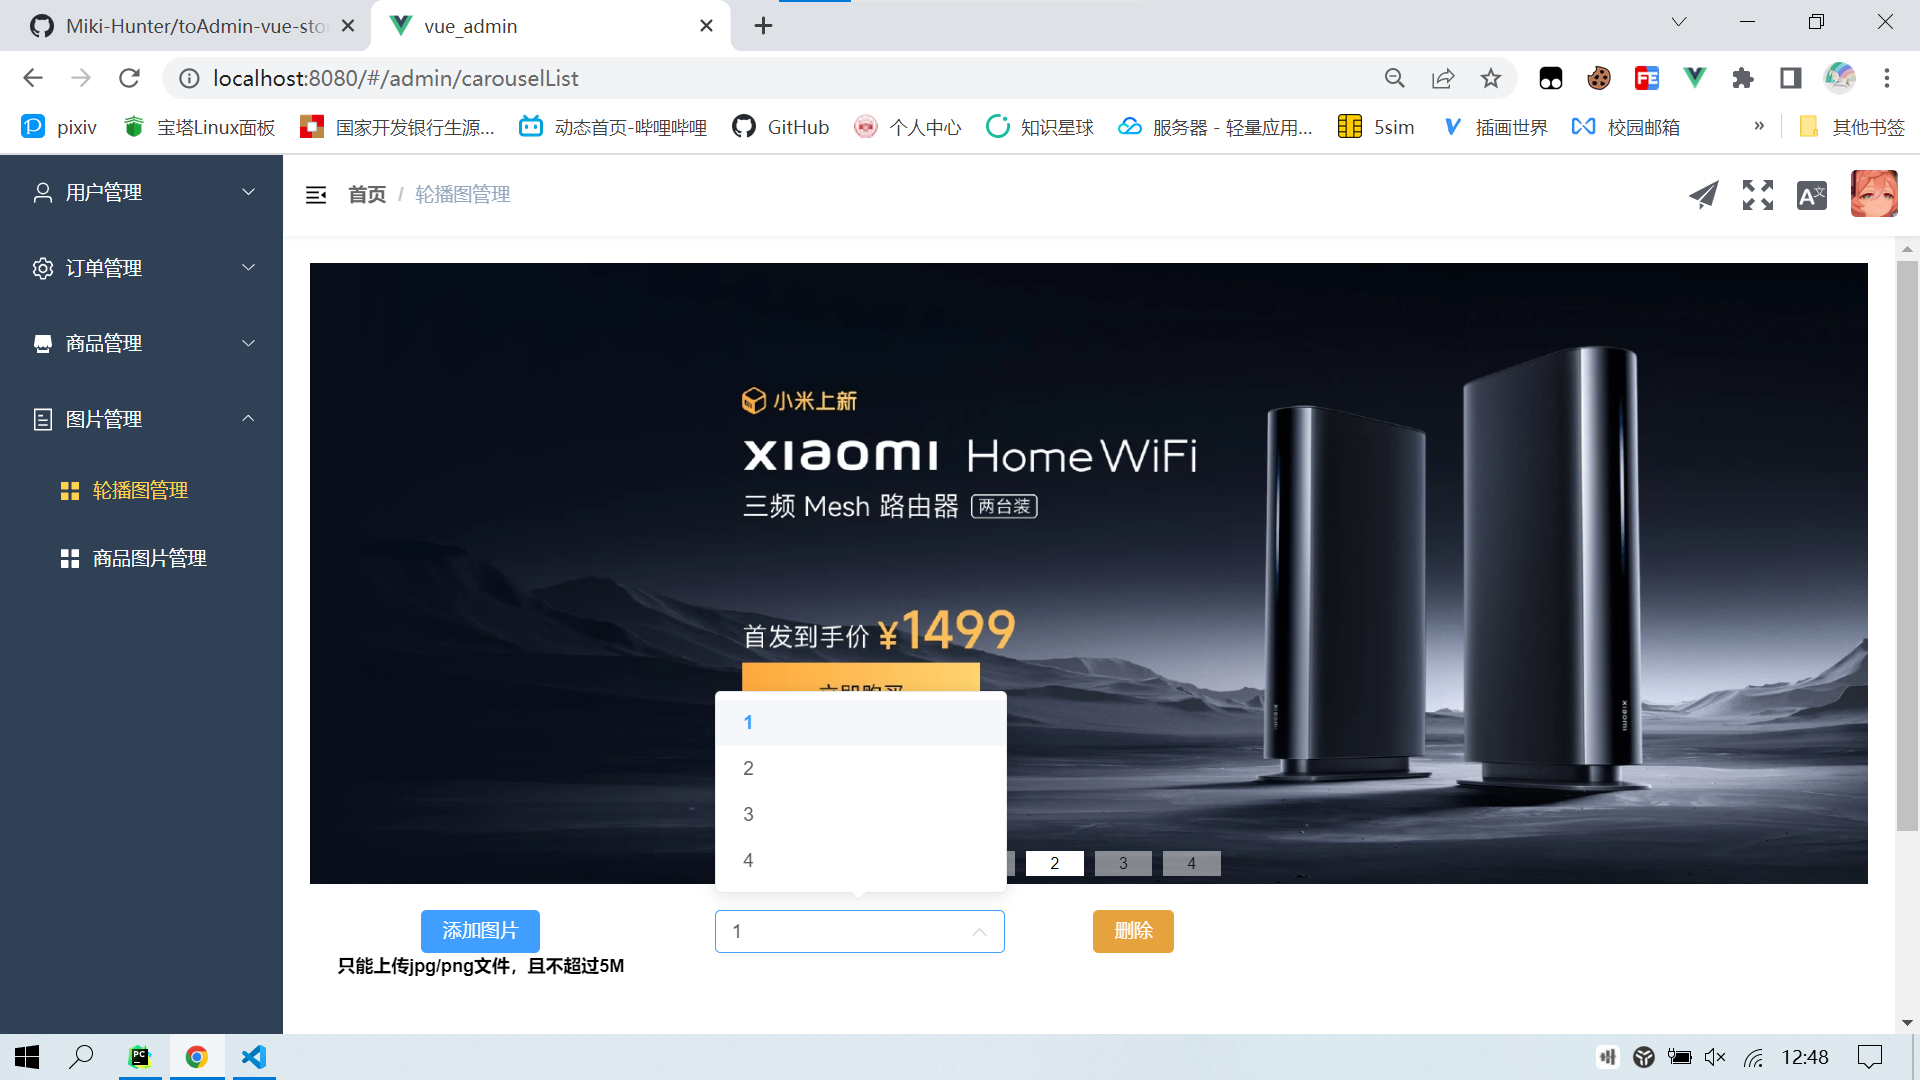 Miki-Hunter/toAdmin-vue-sto
vue_admin
localhost:8080/#/admin/carouselList
pixiv
宝塔Linux面板
国家开发银行生源...
动态首页-哔哩哔哩
GitHub
个人中心
知识星球
服务器 - 轻量应用...
5sim
插画世界
校园邮箱
»
其他书签
用户管理
订单管理
商品管理
图片管理
轮播图管理
商品图片管理
首页 / 轮播图管理
小米上新
xiaomi Home WiFi
三频 Mesh 路由器 两台装
首发到手价 ¥1499
立即购买
xiaomi
xiaomi
1
2
3
4
2
3
4
添加图片
1
删除
只能上传jpg/png文件，且不超过5M
12:48